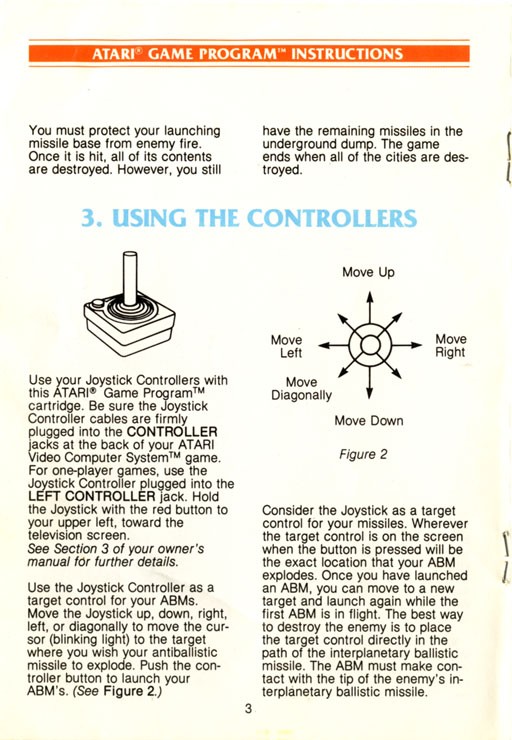 ATARI® GAME PROGRAM™ INSTRUCTIONS
You must protect your launching
missile base from enemy fire.
Once it is hit, all of its contents
are destroyed. However, you still
have the remaining missiles in the
underground dump. The game
ends when all of the cities are des-
troyed.
3. USING THE CONTROLLERS
Use your Joystick Controllers with
this ATARI® Game Program™
cartridge. Be sure the Joystick
Controller cables are firmly
plugged into the CONTROLLER
jacks at the back of your ATARI
Video Computer System™ game.
For one-player games, use the
Joystick Controller plugged into the
LEFT CONTROLLER jack. Hold
the Joystick with the red button to
your upper left, toward the
television screen.
See Section 3 of your owner's
manual for further details.
Use the Joystick Controller as a
target control for your ABMs.
Move the Joystick up, down, right,
left, or diagonally to move the cur-
sor (blinking light) to the target
where you wish your antiballistic
missile to explode. Push the con-
troller button to launch your
ABM's. (See Figure 2.)
Move Up
Move
Left
Move
Right
Move
Diagonally
Move Down
Figure 2
Consider the Joystick as a target
control for your missiles. Wherever
the target control is on the screen
when the button is pressed will be
the exact location that your ABM
explodes. Once you have launched
an ABM, you can move to a new
target and launch again while the
first ABM is in flight. The best way
to destroy the enemy is to place
the target control directly in the
path of the interplanetary ballistic
missile. The ABM must make con-
tact with the tip of the enemy's in-
terplanetary ballistic missile.
3